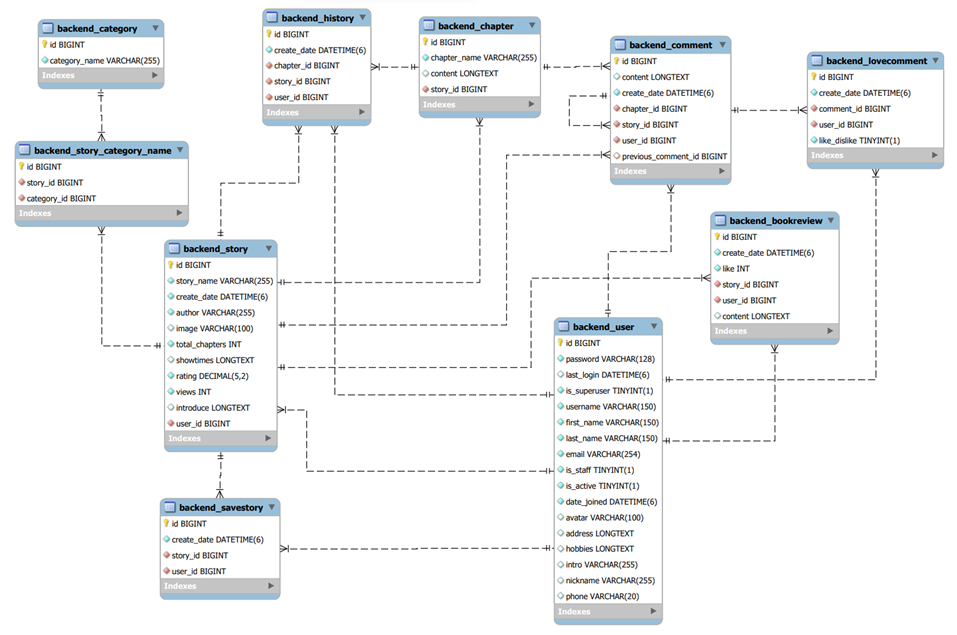 backend_category
id BIGINT
category_name VARCHAR(255)
Indexes
backend_history
id BIGINT
create_date DATETIME(6)
chapter_id BIGINT
story_id BIGINT
user_id BIGINT
Indexes
backend_chapter
id BIGINT
chapter_name VARCHAR(255)
content LONGTEXT
story_id BIGINT
Indexes
backend_comment
id BIGINT
content LONGTEXT
create_date DATETIME(6)
chapter_id BIGINT
story_id BIGINT
user_id BIGINT
previous_comment_id BIGINT
Indexes
backend_lovecomment
id BIGINT
create_date DATETIME(6)
comment_id BIGINT
user_id BIGINT
like_dislike TINYINT(1)
Indexes
backend_story_category_name
id BIGINT
story_id BIGINT
category_id BIGINT
Indexes
backend_bookreview
id BIGINT
create_date DATETIME(6)
like INT
story_id BIGINT
user_id BIGINT
content LONGTEXT
Indexes
backend_story
id BIGINT
story_name VARCHAR(255)
create_date DATETIME(6)
author VARCHAR(255)
image VARCHAR(100)
total_chapters INT
showtimes LONGTEXT
rating DECIMAL(5,2)
views INT
introduce LONGTEXT
user_id BIGINT
Indexes
backend_user
id BIGINT
password VARCHAR(128)
last_login DATETIME(6)
is_superuser TINYINT(1)
username VARCHAR(150)
first_name VARCHAR(150)
last_name VARCHAR(150)
email VARCHAR(254)
is_staff TINYINT(1)
is_active TINYINT(1)
date_joined DATETIME(6)
avatar VARCHAR(100)
address LONGTEXT
hobbies LONGTEXT
intro VARCHAR(255)
nickname VARCHAR(255)
phone VARCHAR(20)
Indexes
backend_savestory
id BIGINT
create_date DATETIME(6)
story_id BIGINT
user_id BIGINT
Indexes